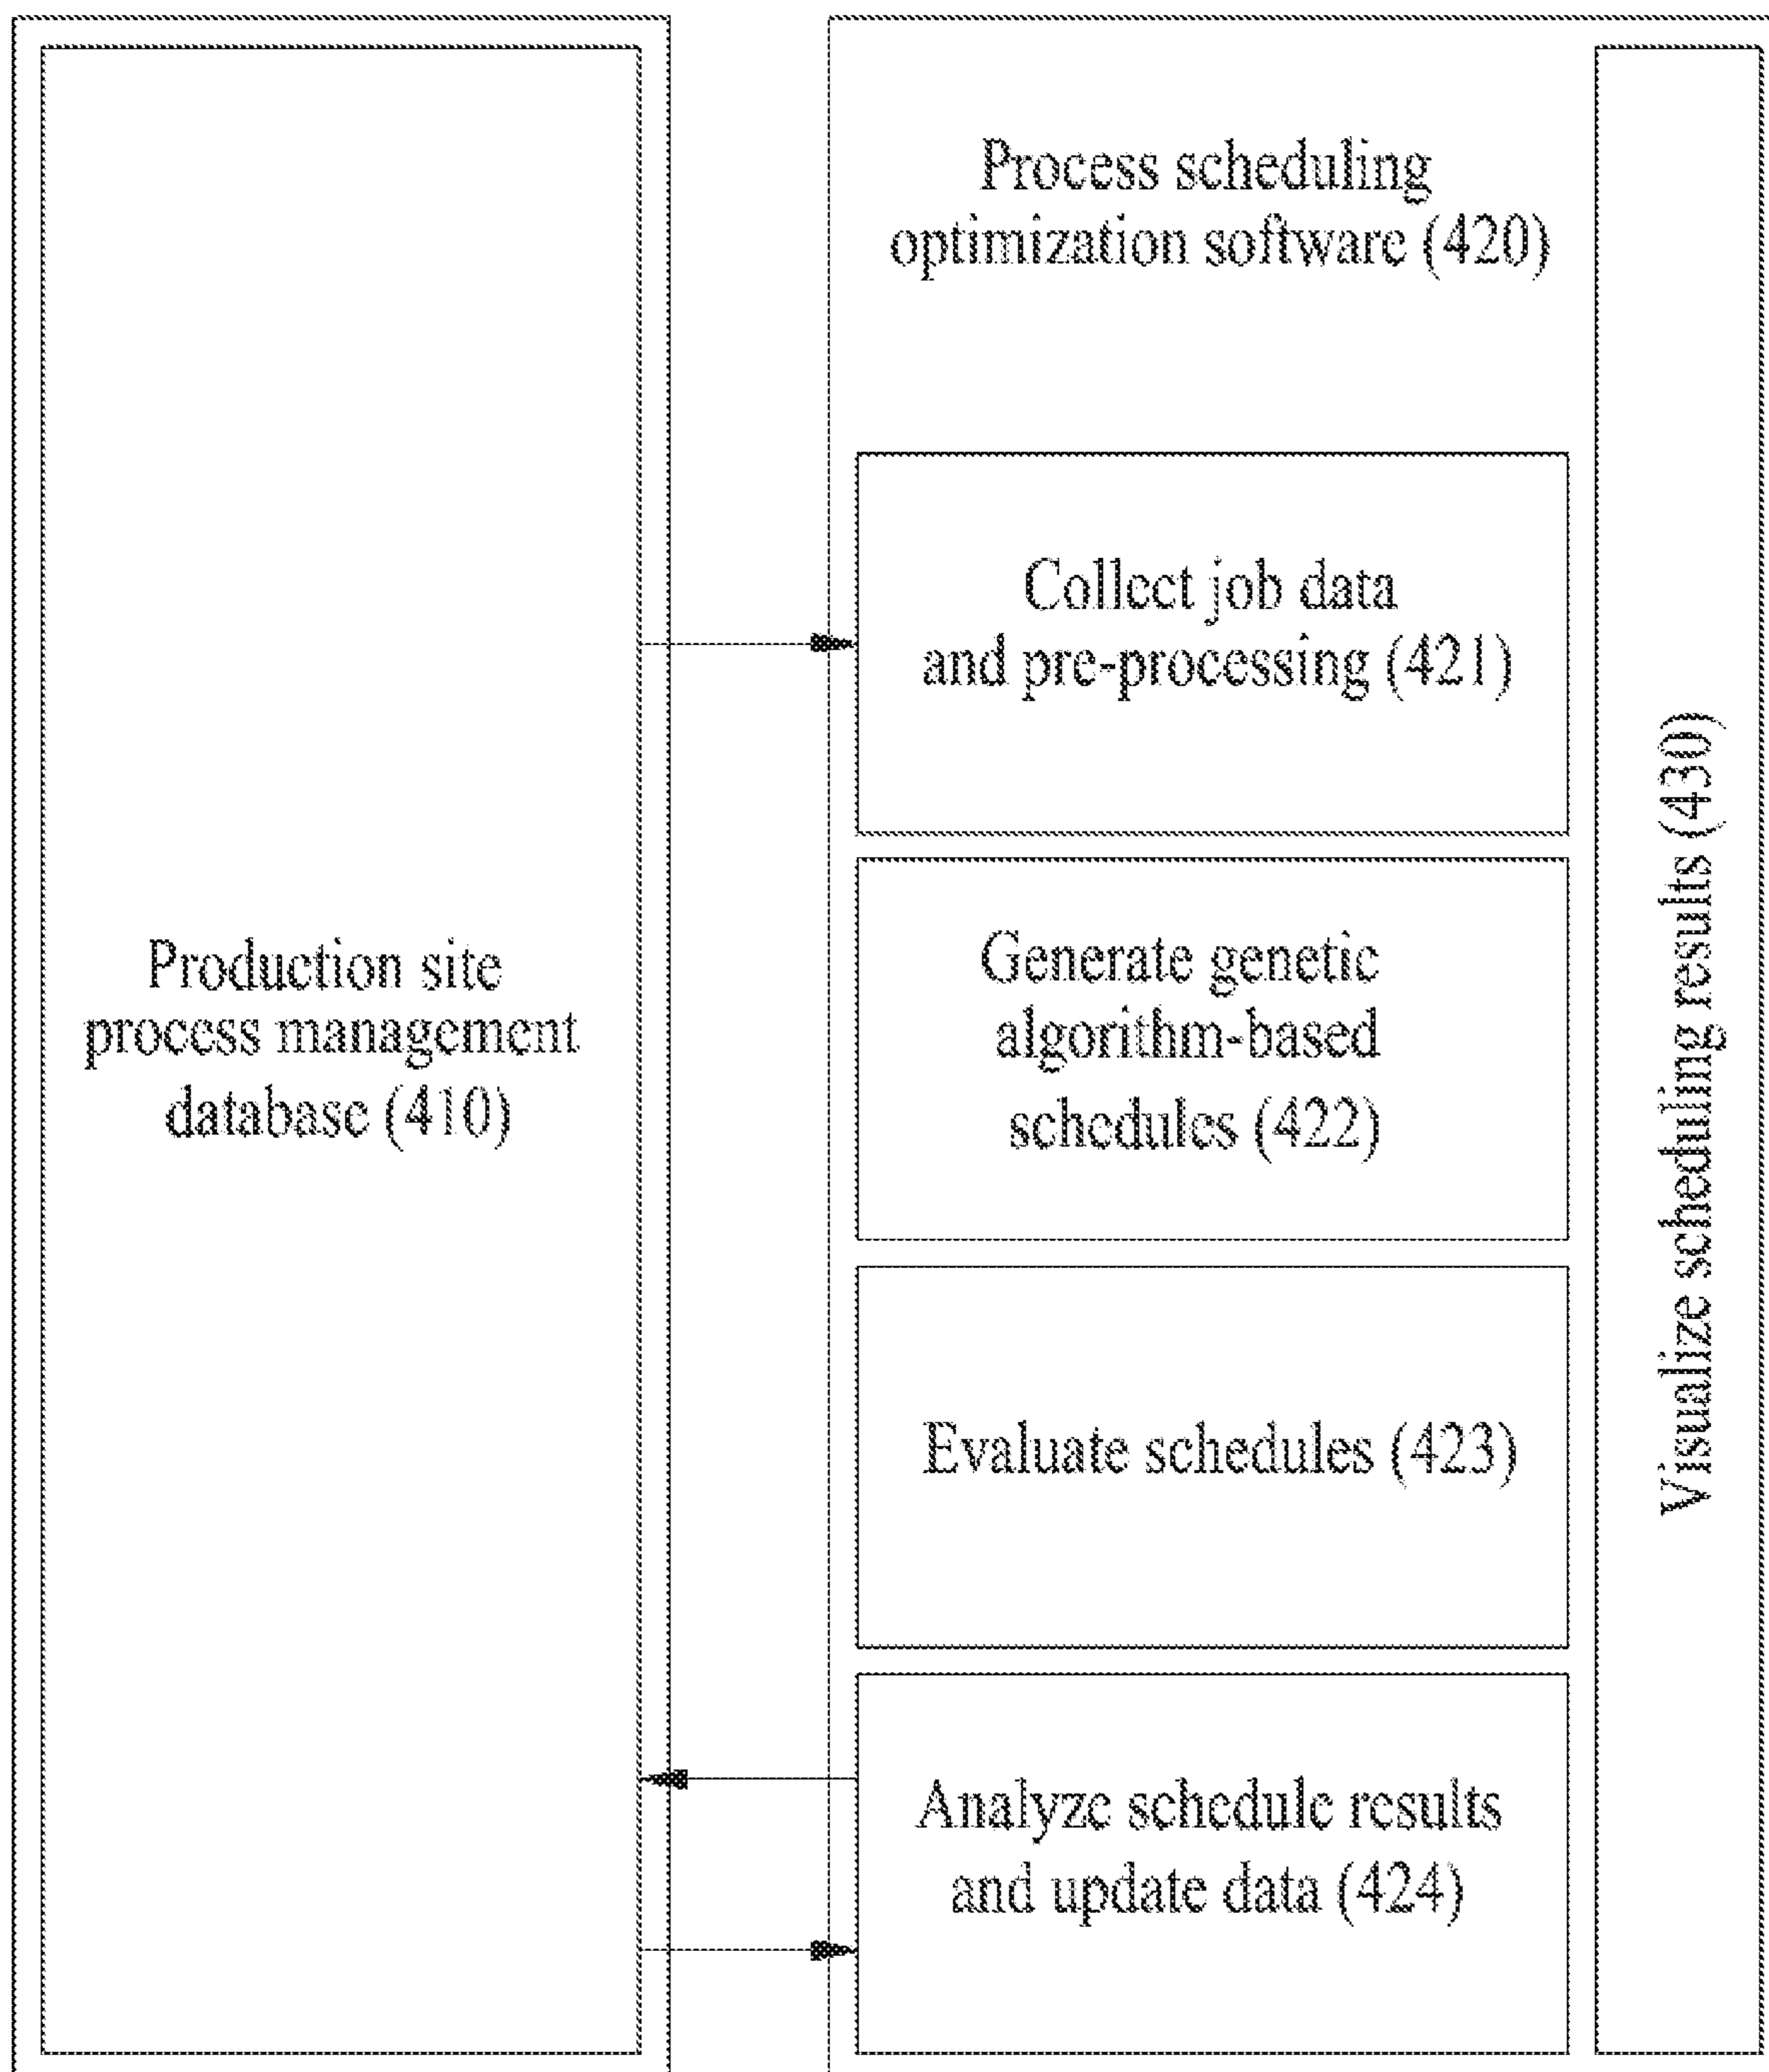 Production site
process management
database (410)
Process scheduling
optimization software (420)
Collect job data
and pre-processing (421)
Generate genetic
algorithm-based
schedules (422)
Evaluate schedules (423)
Analyze schedule results
and update data (424)
Visualize scheduling results (430)